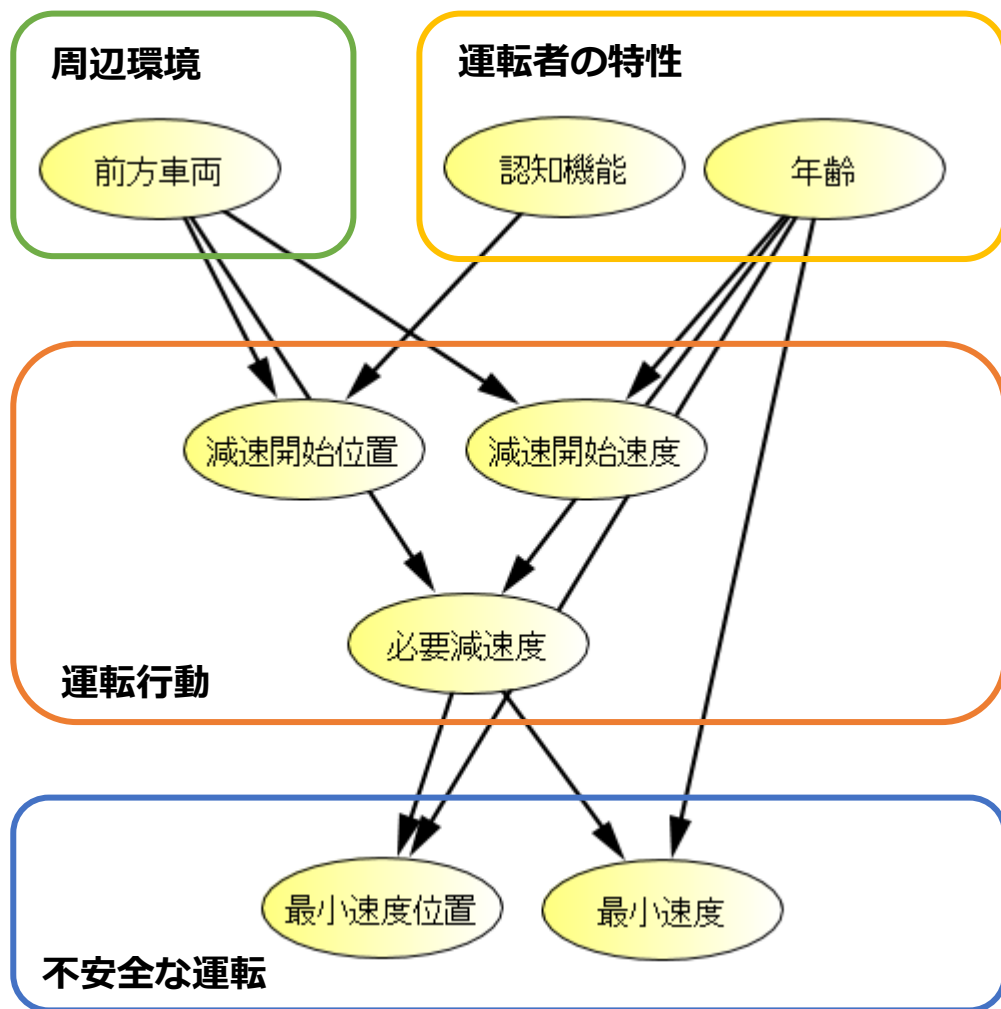 周辺環境
運転者の特性
前方車両
認知機能
年齢
減速開始位置
減速開始速度
必要減速度
運転行動
最小速度位置
最小速度
不安全な運転